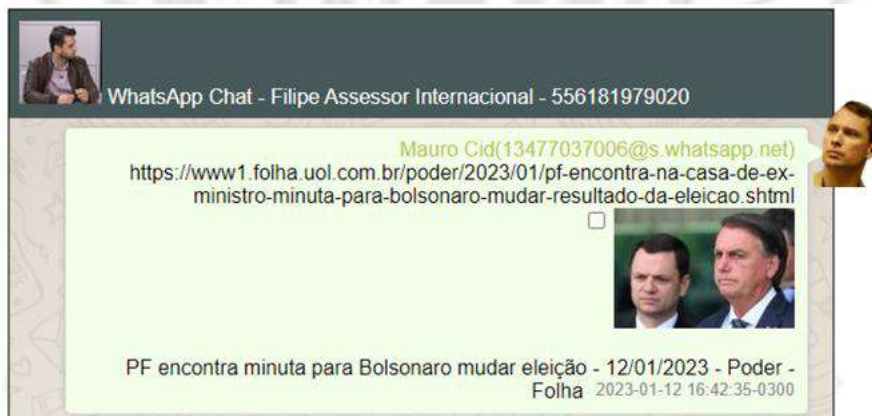 WhatsApp Chat - Filipe Assessor Internacional - 556181979020
Mauro Cid(13477037006@s.whatsapp.net)
https://www1.folha.uol.com.br/poder/2023/01/pf-encontra-na-casa-de-ex-
ministro-minuta-para-bolsonaro-mudar-resultado-da-eleicao.shtml
PF encontra minuta para Bolsonaro mudar eleição - 12/01/2023 - Poder -
Folha 2023-01-12 16:42:35-0300